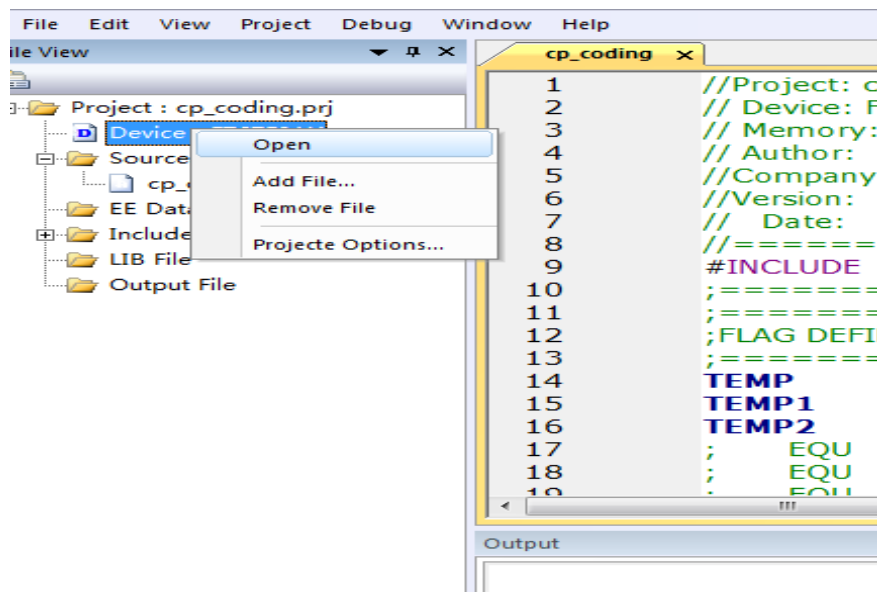 File Edit View Project Debug Window Help
ile View
cp_coding
Project : cp_coding.prj
Device
Source
cp_
EE Data
Include
LIB File
Output File
Open
Add File...
Remove File
Projecte Options...
1 //Project: c
2 // Device: F
3 // Memory:
4 // Author:
5 //Company
6 //Version:
7 // Date:
8 //======
9 #INCLUDE
10 ;=======
11 ;=======
12 ;FLAG DEFI
13 ;=======
14 TEMP
15 TEMP1
16 TEMP2
17 ; EQU
18 ; EQU
19 ; EQU
Output